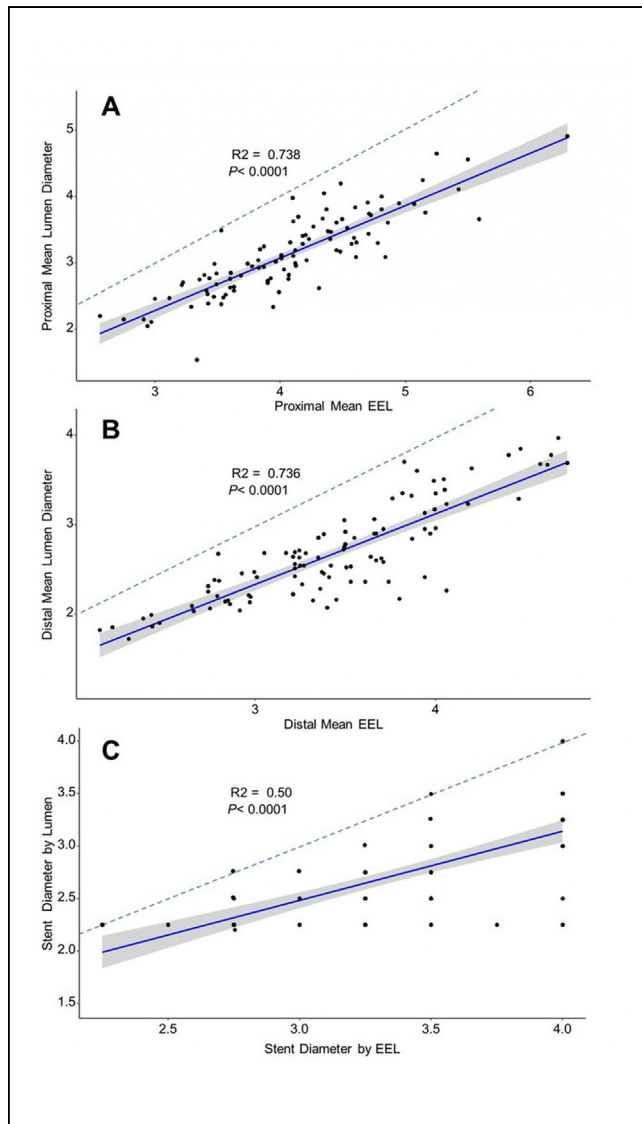 A
R2 = 0.738
P< 0.0001
Proximal Mean Lumen Diameter
5
4
3
2
3 4 5 6
Proximal Mean EEL
B
R2 = 0.736
P< 0.0001
Distal Mean Lumen Diameter
4
3
2
3 4
Distal Mean EEL
C
R2 = 0.50
P< 0.0001
Stent Diameter by Lumen
4.0
3.5
3.0
2.5
2.0
1.5
2.5 3.0 3.5 4.0
Stent Diameter by EEL